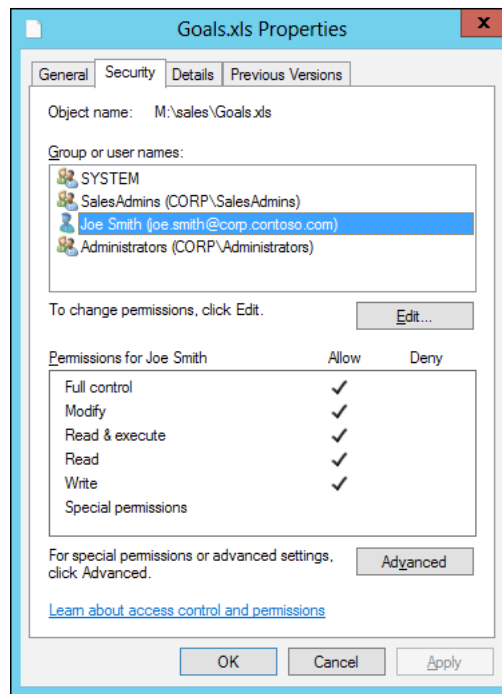 Goals.xls Properties
x
General Security Details Previous Versions
Object name: M:\sales\Goals.xls
Group or user names:
SYSTEM
SalesAdmins (CORP\SalesAdmins)
Joe Smith (joe.smith@corp.contoso.com)
Administrators (CORP\Administrators)
To change permissions, click Edit.
Edit...
Permissions for Joe Smith Allow Deny
Full control
Modify
Read & execute
Read
Write
Special permissions
For special permissions or advanced settings,
click Advanced.
Advanced
Learn about access control and permissions
OK Cancel Apply